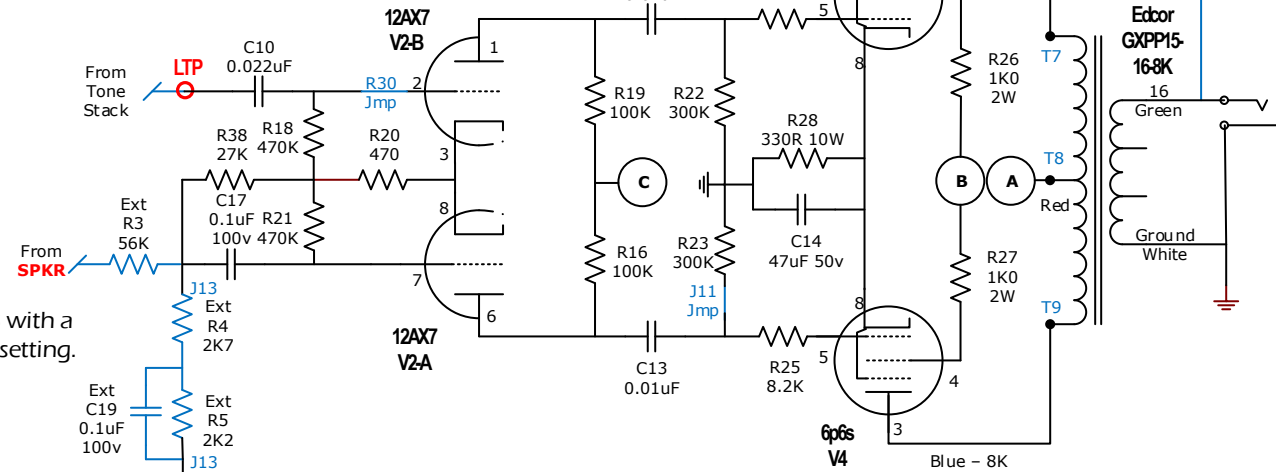 12AX7
V2-B
Edcor
GXPP15-
16-8K
5
1
C10
0.022uF
From
Tone
Stack
LTP
R30
Jmp
2
8
T7
R26
1K0
2W
16
Green
R19
100K
R22
300K
R38
27K
R18
470K
R20
470
3
R28
330R 10W
C
B
A
T8
Red
C17
0.1uF
100v
R21
470K
8
Ext
R3
56K
From
SPKR
R16
100K
R23
300K
C14
47uF 50v
Ground
White
R27
1K0
2W
7
J13
Ext
R4
2K7
J11
Jmp
8
T9
with a
setting.
12AX7
V2-A
6
C13
0.01uF
R25
8.2K
5
4
Ext
C19
0.1uF
100v
Ext
R5
2K2
J13
6p6s
V4
3
Blue – 8K